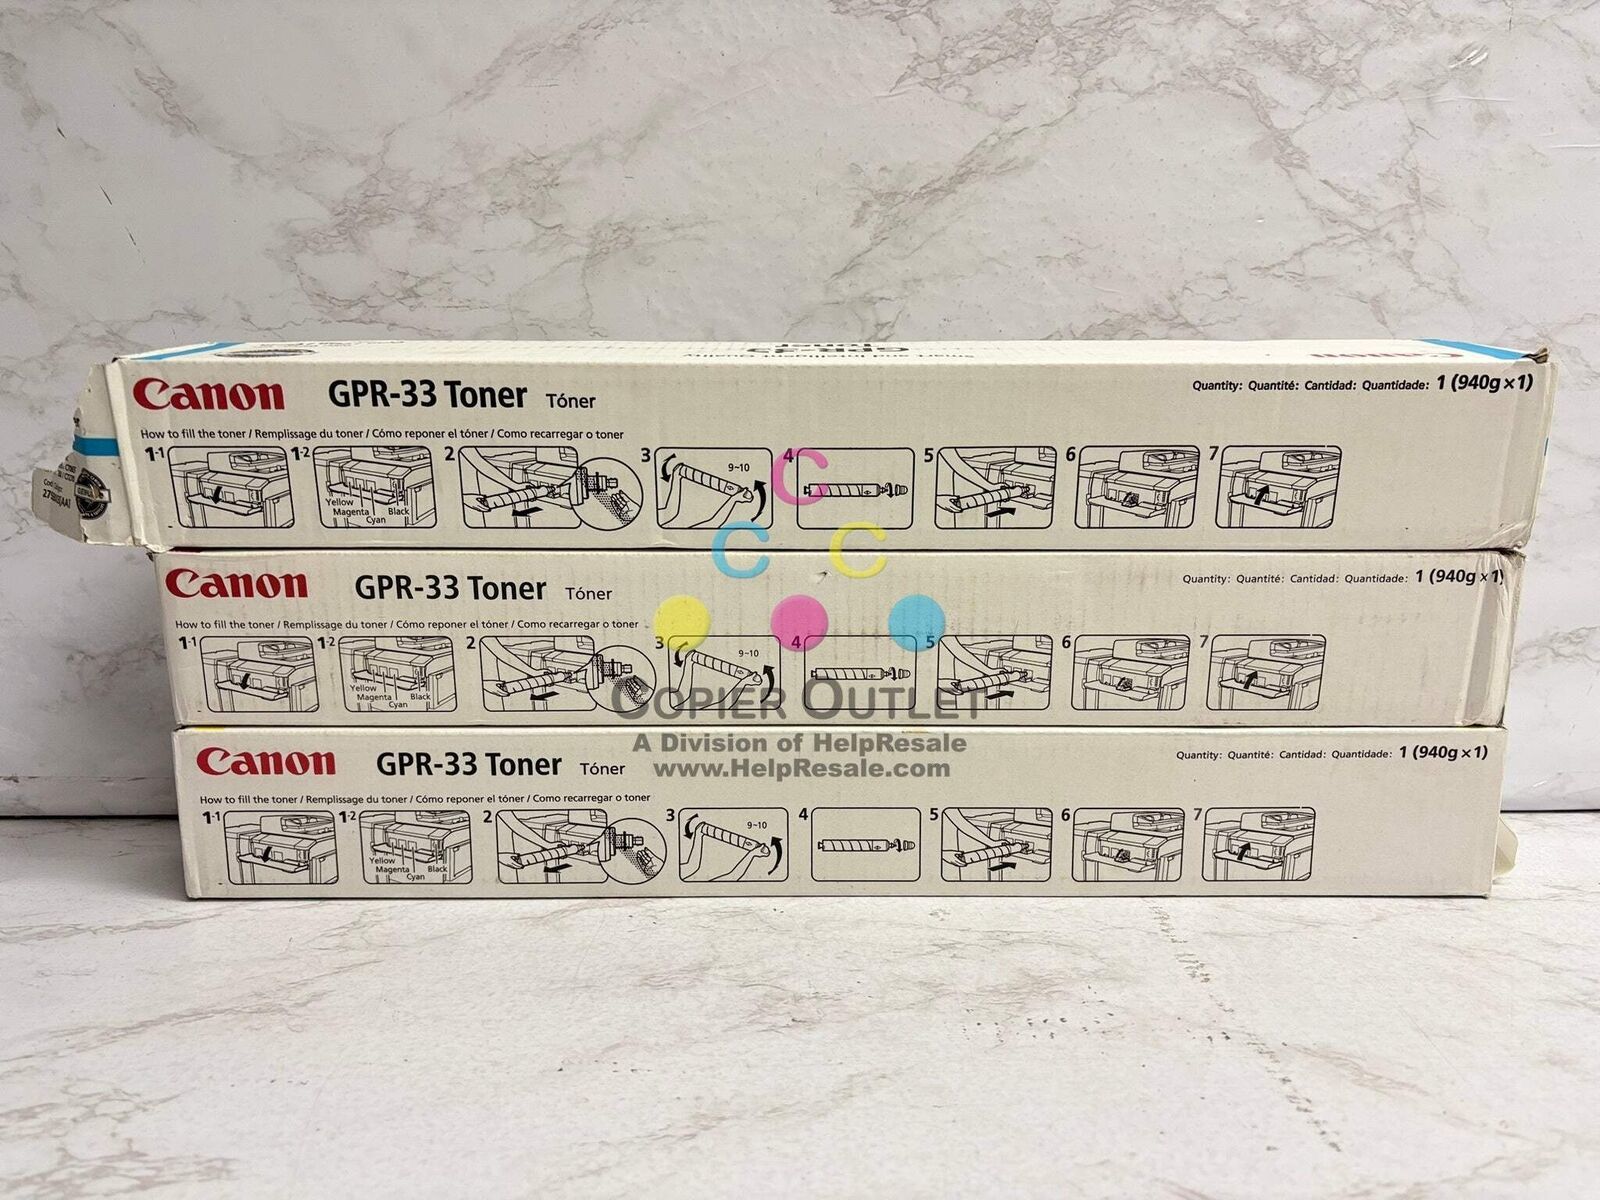 Canon GPR-33 Toner Tóner Quantity: Quantité: Cantidad: Quantidade: 1 (940g×1)
How to fill the toner / Remplissage du toner / Cómo reponer el tóner / Como recarregar o toner
1-1 1-2 2 3 4 5 6 7
9~10
Yellow
Magenta Black
Cyan
C
C C
Canon GPR-33 Toner Tóner Quantity: Quantité: Cantidad: Quantidade: 1 (940g×1)
How to fill the toner / Remplissage du toner / Cómo reponer el tóner / Como recarregar o toner
1-1 1-2 2 3 4 5 6 7
9~10
Yellow
Magenta Black
Cyan
COPIER OUTLET
A Division of HelpResale
www.HelpResale.com
Canon GPR-33 Toner Tóner Quantity: Quantité: Cantidad: Quantidade: 1 (940g×1)
How to fill the toner / Remplissage du toner / Cómo reponer el tóner / Como recarregar o toner
1-1 1-2 2 3 4 5 6 7
9~10
Yellow
Magenta Black
Cyan